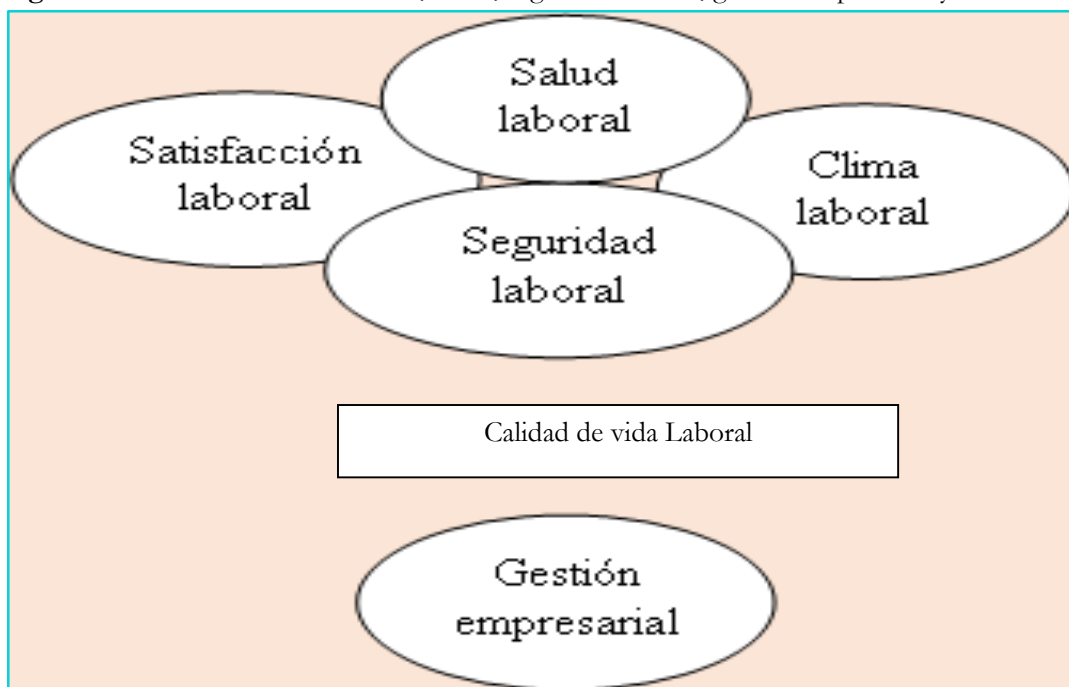 Salud
laboral
Satisfacción
laboral
Clima
laboral
Seguridad
laboral
Calidad de vida Laboral
Gestión
empresarial